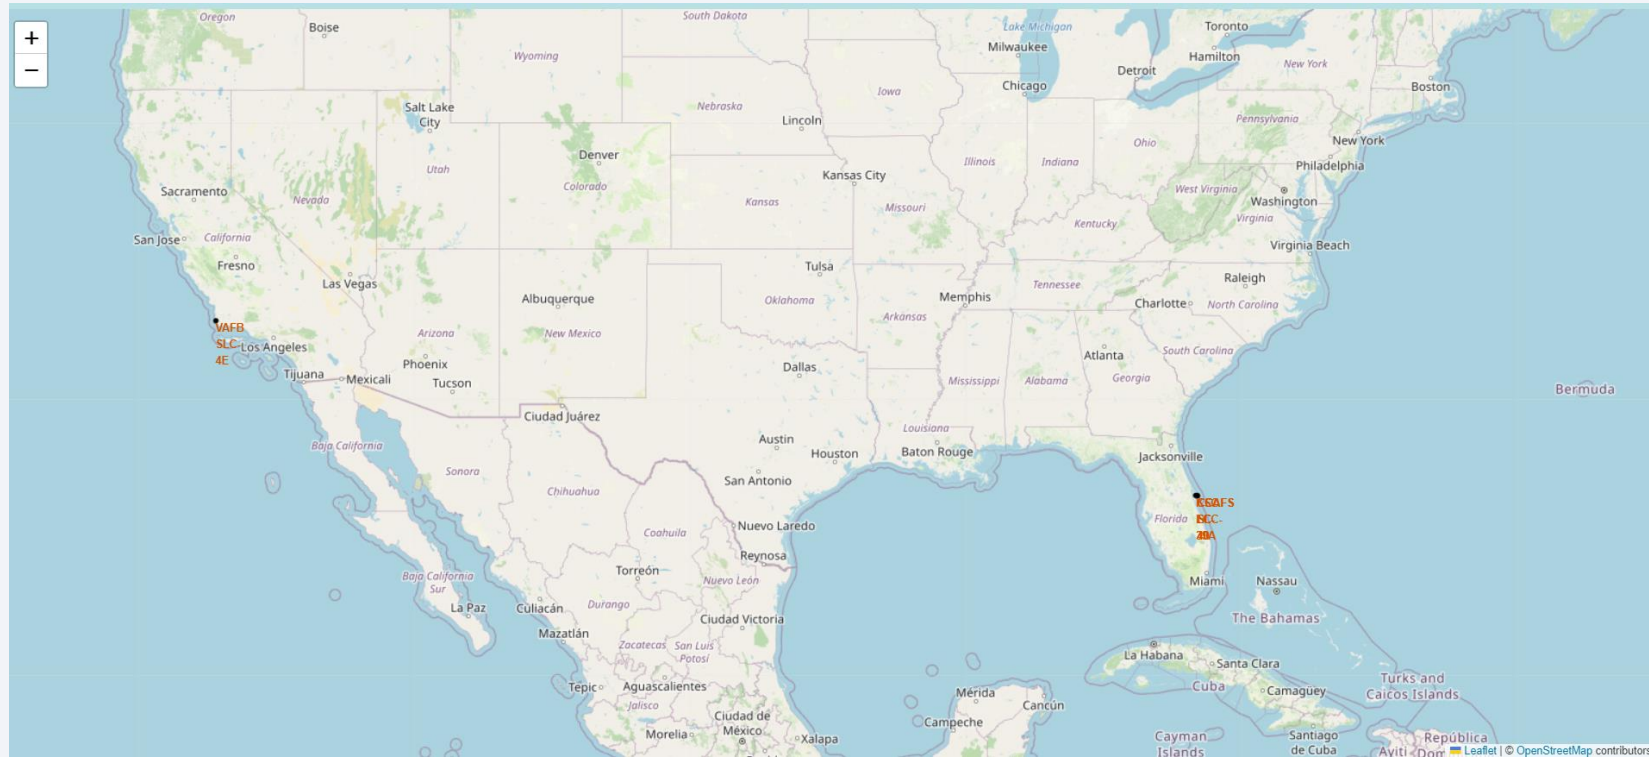 Oregon
Boise
South Dakota
Lake Michigan
Toronto
Milwaukee
Hamilton
Wyoming
New York
Detroit
Chicago
Boston
Iowa
Salt Lake
City
Nebraska
Lincoln
Pennsylvania
New York
Ohio
Denver
Illinois
Indiana
Philadelphia
Utah
Kansas City
Colorado
West Virginia
Sacramento
Nevada
Kansas
Missouri
Washington
Virginia
Kentucky
San Jose
California
Virginia Beach
Fresno
Tulsa
Las Vegas
Raleigh
Tennessee
Albuquerque
Memphis
Oklahoma
Charlotte
North Carolina
Arkansas
VAFB
SLC-
4E
Arizona
New Mexico
Los Angeles
South Carolina
Atlanta
Phoenix
Dallas
Tijuana
Mexicali
Tucson
Mississippi
Alabama
Georgia
Bermuda
Ciudad Juárez
Louisiana
Austin
Baja California
Houston
Baton Rouge
Jacksonville
Sonora
San Antonio
Chihuahua
Florida
Nuevo Laredo
Coahuila
Reynosa
Torreón
Baja California
Sur
Nuevo León
Miami
Nassau
La Paz
Culiacán
Durango
Ciudad Victoria
The Bahamas
Mazatlán
Zacatecas
San Luis
Potosí
La Habana
Santa Clara
Tepic
Aguascalientes
Cuba
Camagüey
Turks and
Caicos Islands
Mérida
Jalisco
Cancún
Ciudad de
México
Campeche
Morelia
Xalapa
Cayman
Islands
Santiago
de Cuba
República
Ayiti
Leaflet | © OpenStreetMap contributors